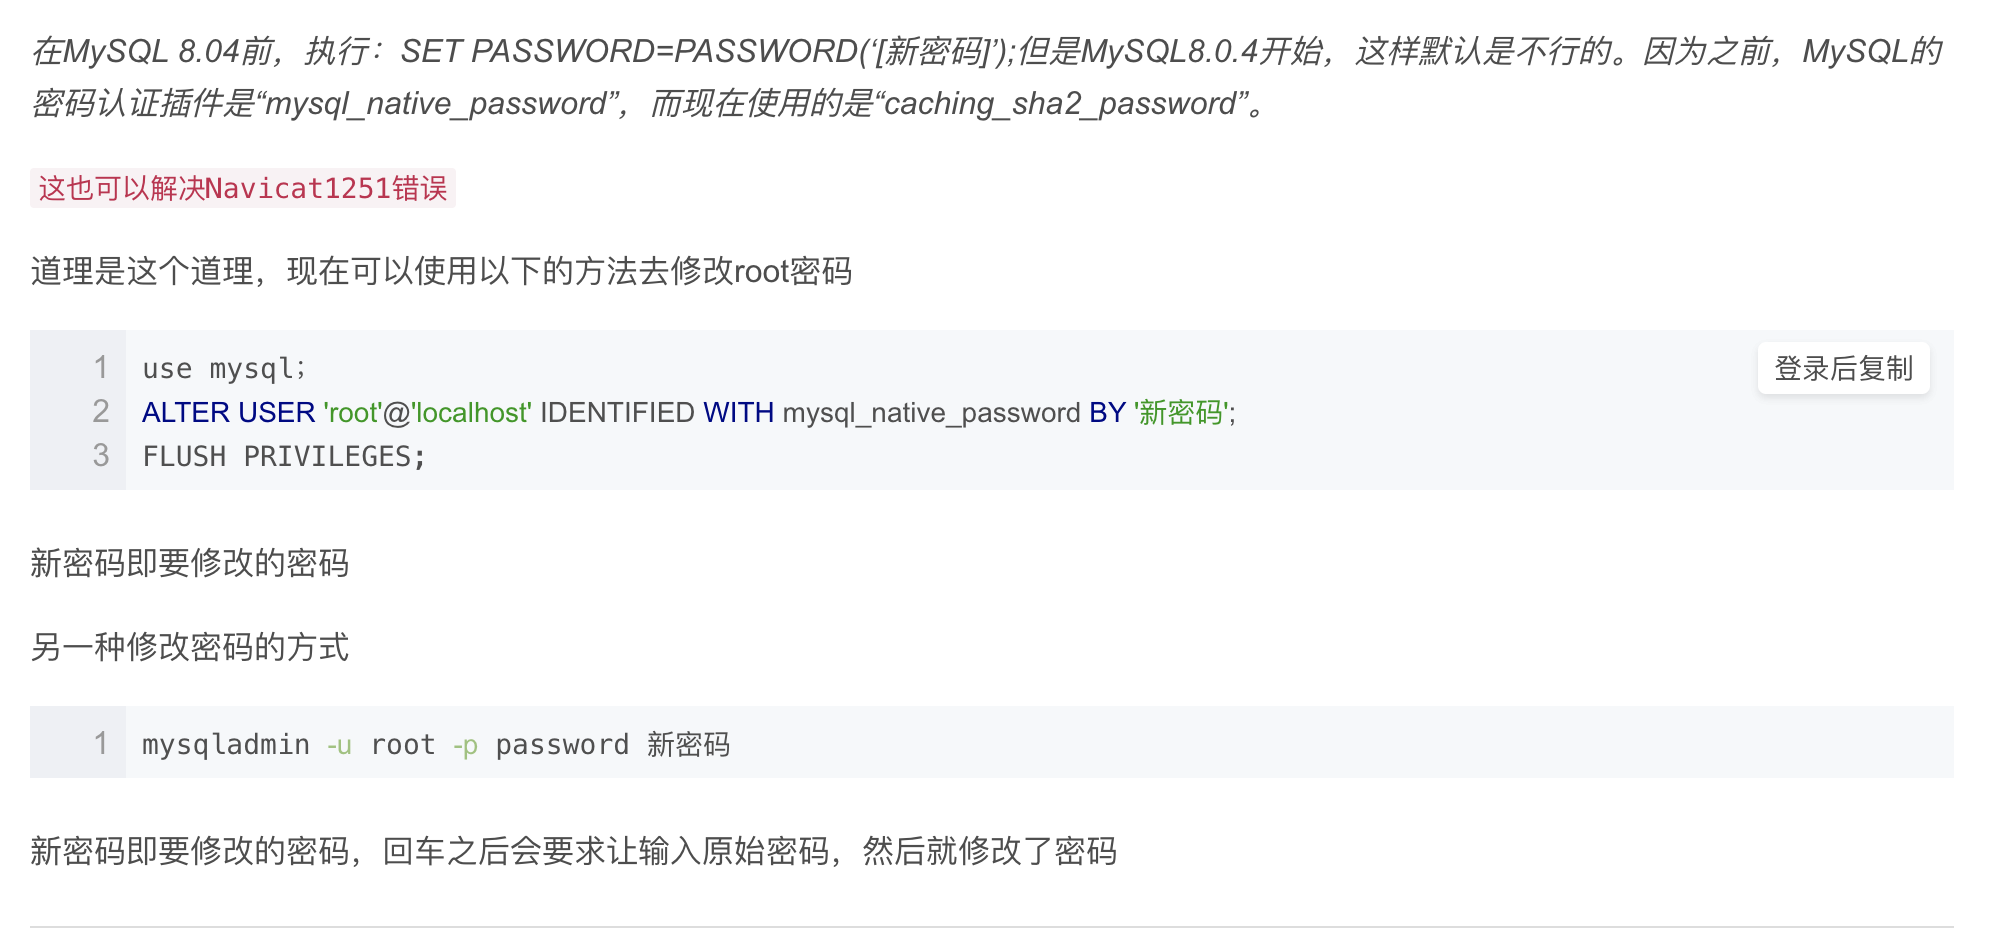 在MySQL 8.04前，执行：SET PASSWORD=PASSWORD(‘[新密码]’);但是MySQL8.0.4开始，这样默认是不行的。因为之前，MySQL的
密码认证插件是“mysql_native_password”，而现在使用的是“caching_sha2_password”。
这也可以解决Navicat1251错误
道理是这个道理，现在可以使用以下的方法去修改root密码
1 use mysql;
登录后复制
2 ALTER USER 'root'@'localhost' IDENTIFIED WITH mysql_native_password BY '新密码';
3 FLUSH PRIVILEGES;
新密码即要修改的密码
另一种修改密码的方式
1 mysqladmin -u root -p password 新密码
新密码即要修改的密码，回车之后会要求让输入原始密码，然后就修改了密码